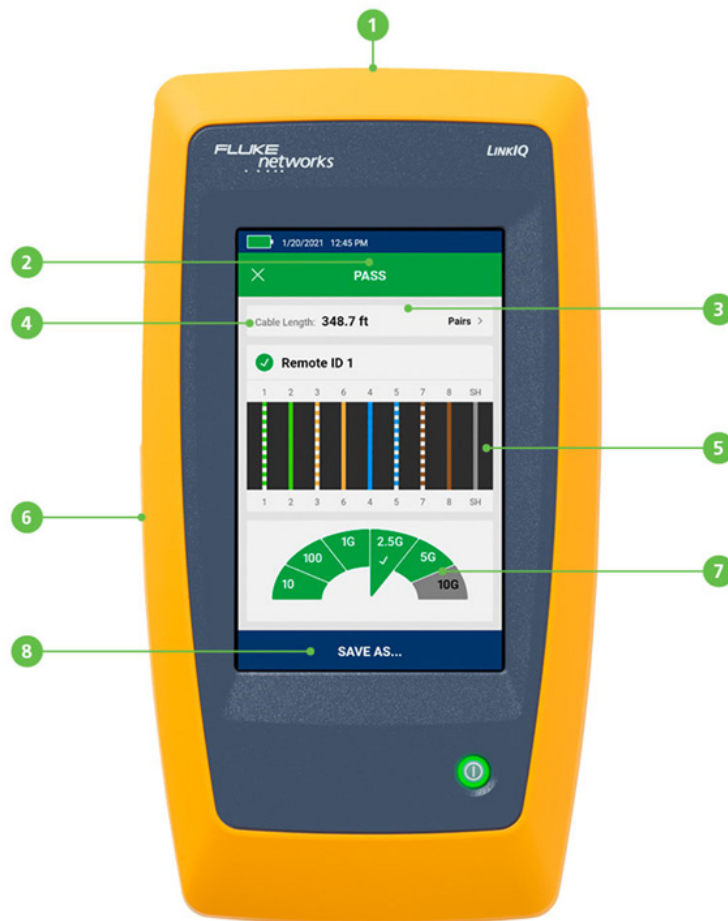 1
FLUKE networks
LINKIQ
1/20/2021 12:45 PM
2
PASS
3
4
Cable Length: 348.7 ft
Pairs >
Remote ID 1
1 2 3 6 4 5 7 8 SH
5
1 2 3 6 4 5 7 8 SH
6
10 100 1G 2.5G 5G 10G
7
8
SAVE AS...